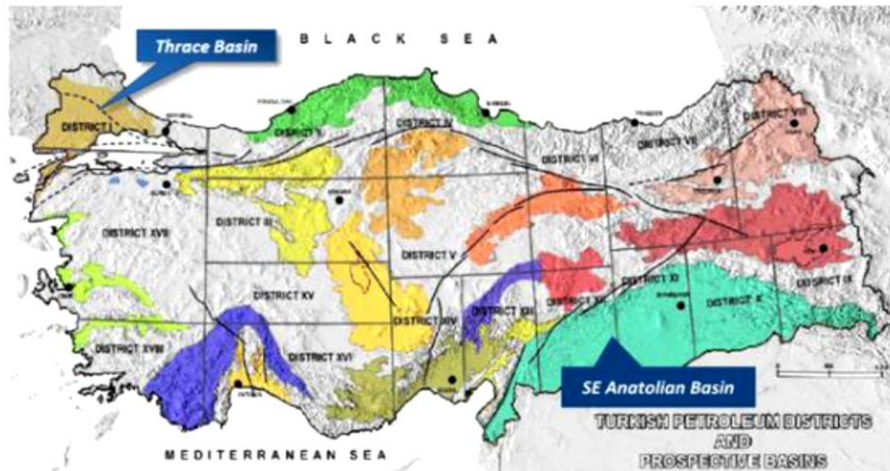 BLACK SEA
Thrace Basin
DISTRICT I
DISTRICT II
DISTRICT IV
DISTRICT VI
DISTRICT VII
DISTRICT VIII
DISTRICT XVII
DISTRICT III
DISTRICT V
DISTRICT XV
DISTRICT XI
DISTRICT IX
DISTRICT X
DISTRICT XIV
DISTRICT XIII
DISTRICT XII
DISTRICT XVIII
DISTRICT XVI
SE Anatolian Basin
MEDITERRANEAN SEA
TURKISH PETROLEUM DISTRICTS
AND
PROSPECTIVE BASINS